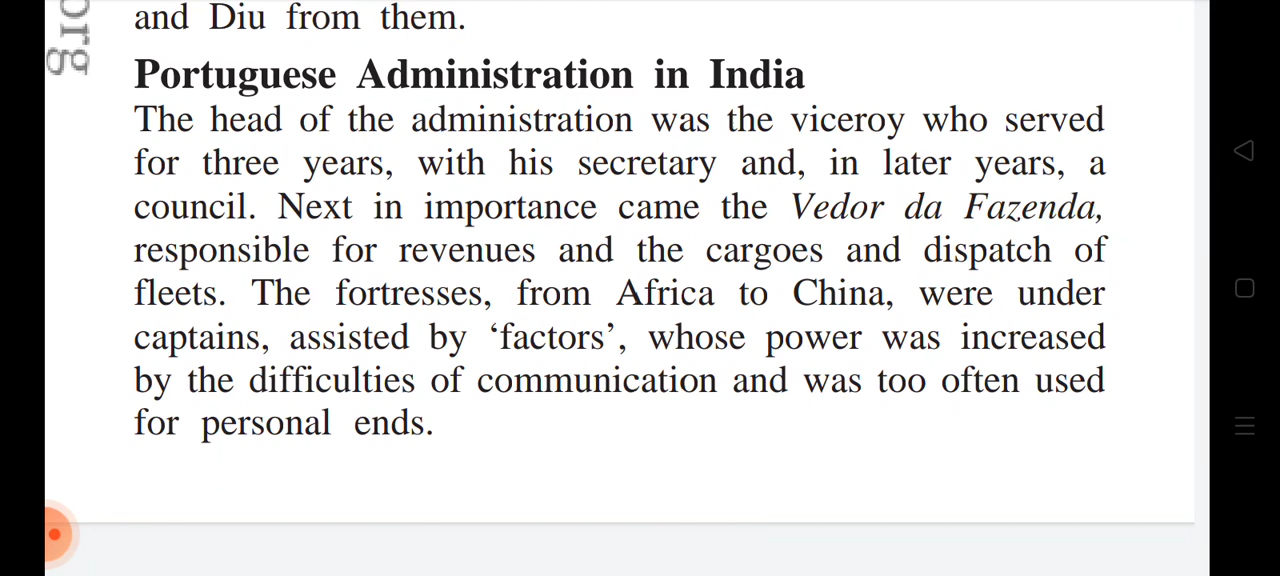 org
and Diu from them.
Portuguese Administration in India
The head of the administration was the viceroy who served
for three years, with his secretary and, in later years, a
council. Next in importance came the Vedor da Fazenda,
responsible for revenues and the cargoes and dispatch of
fleets. The fortresses, from Africa to China, were under
captains, assisted by ‘factors’, whose power was increased
by the difficulties of communication and was too often used
for personal ends.